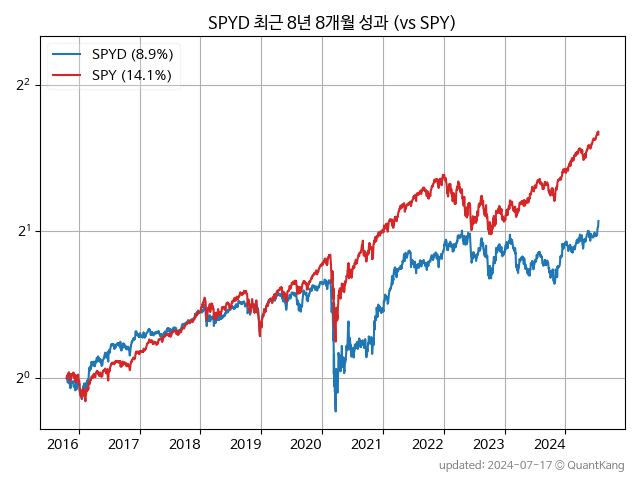 SPYD 최근 8년 8개월 성과 (vs SPY)
SPYD (8.9%)
SPY (14.1%)
2²
2¹
2⁰
2016 2017 2018 2019 2020 2021 2022 2023 2024
updated: 2024-07-17 © QuantKang